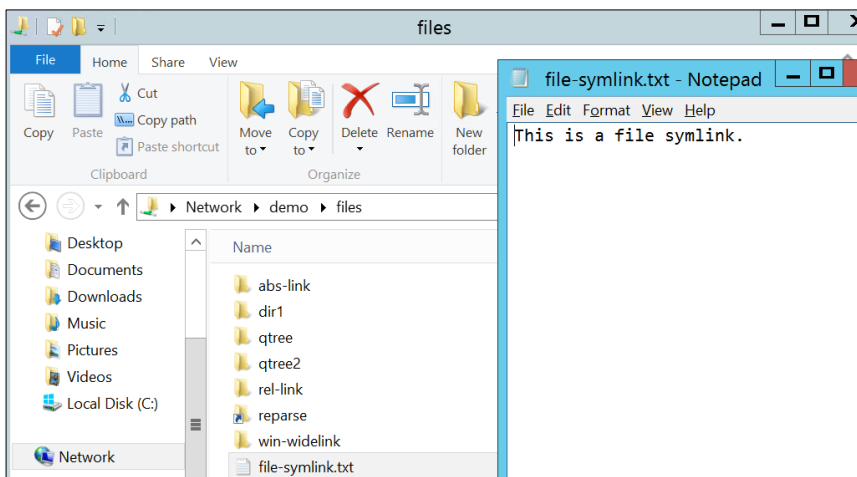 files
File Home Share View
Copy
Paste
Cut
Copy path
Paste shortcut
Clipboard
Move to
Copy to
Delete
Rename
Organize
New folder
Network demo files
Desktop
Documents
Downloads
Music
Pictures
Videos
Local Disk (C:)
Network
Name
abs-link
dir1
qtree
qtree2
rel-link
reparse
win-widelink
file-symlink.txt
file-symlink.txt - Notepad
File Edit Format View Help
This is a file symlink.